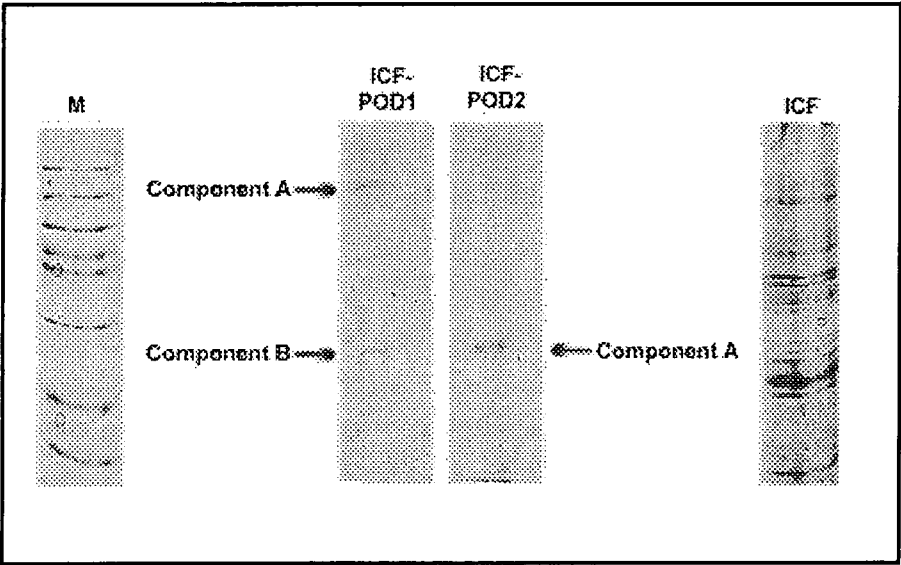 M
ICF-
POD1
ICF-
POD2
ICF
Component A
Component B
Component A